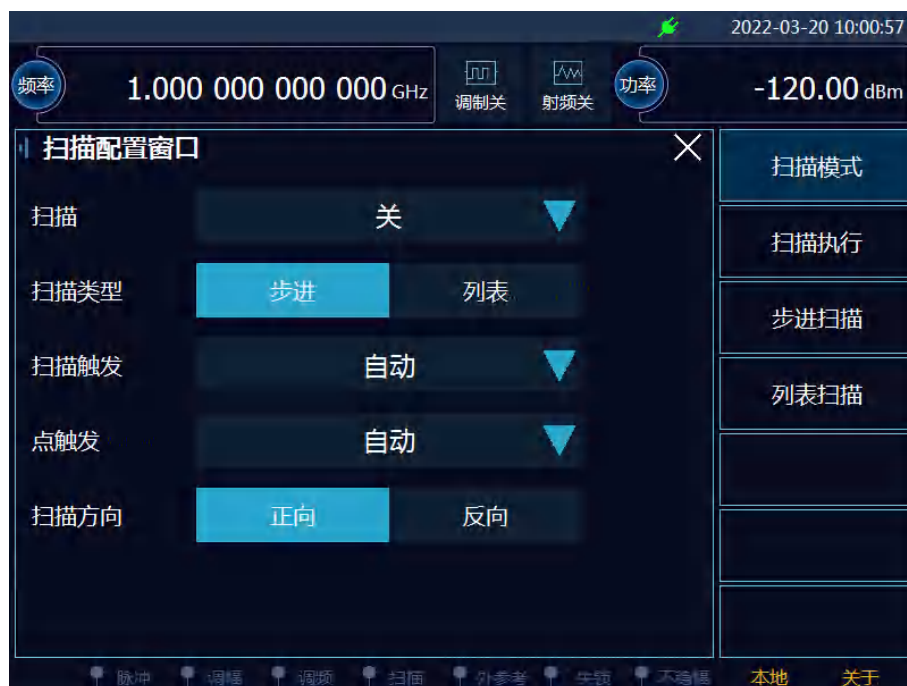 2022-03-20 10:00:57
频率 1.000 000 000 000 GHz 调制关 射频关 功率 -120.00 dBm
扫描配置窗口
扫描模式
扫描 关
扫描执行
扫描类型 步进 列表
步进扫描
扫描触发 自动
列表扫描
点触发 自动
扫描方向 正向 反向
脉冲 调幅 调频 扫描 外参考 失锁 不稳幅 本地 关于